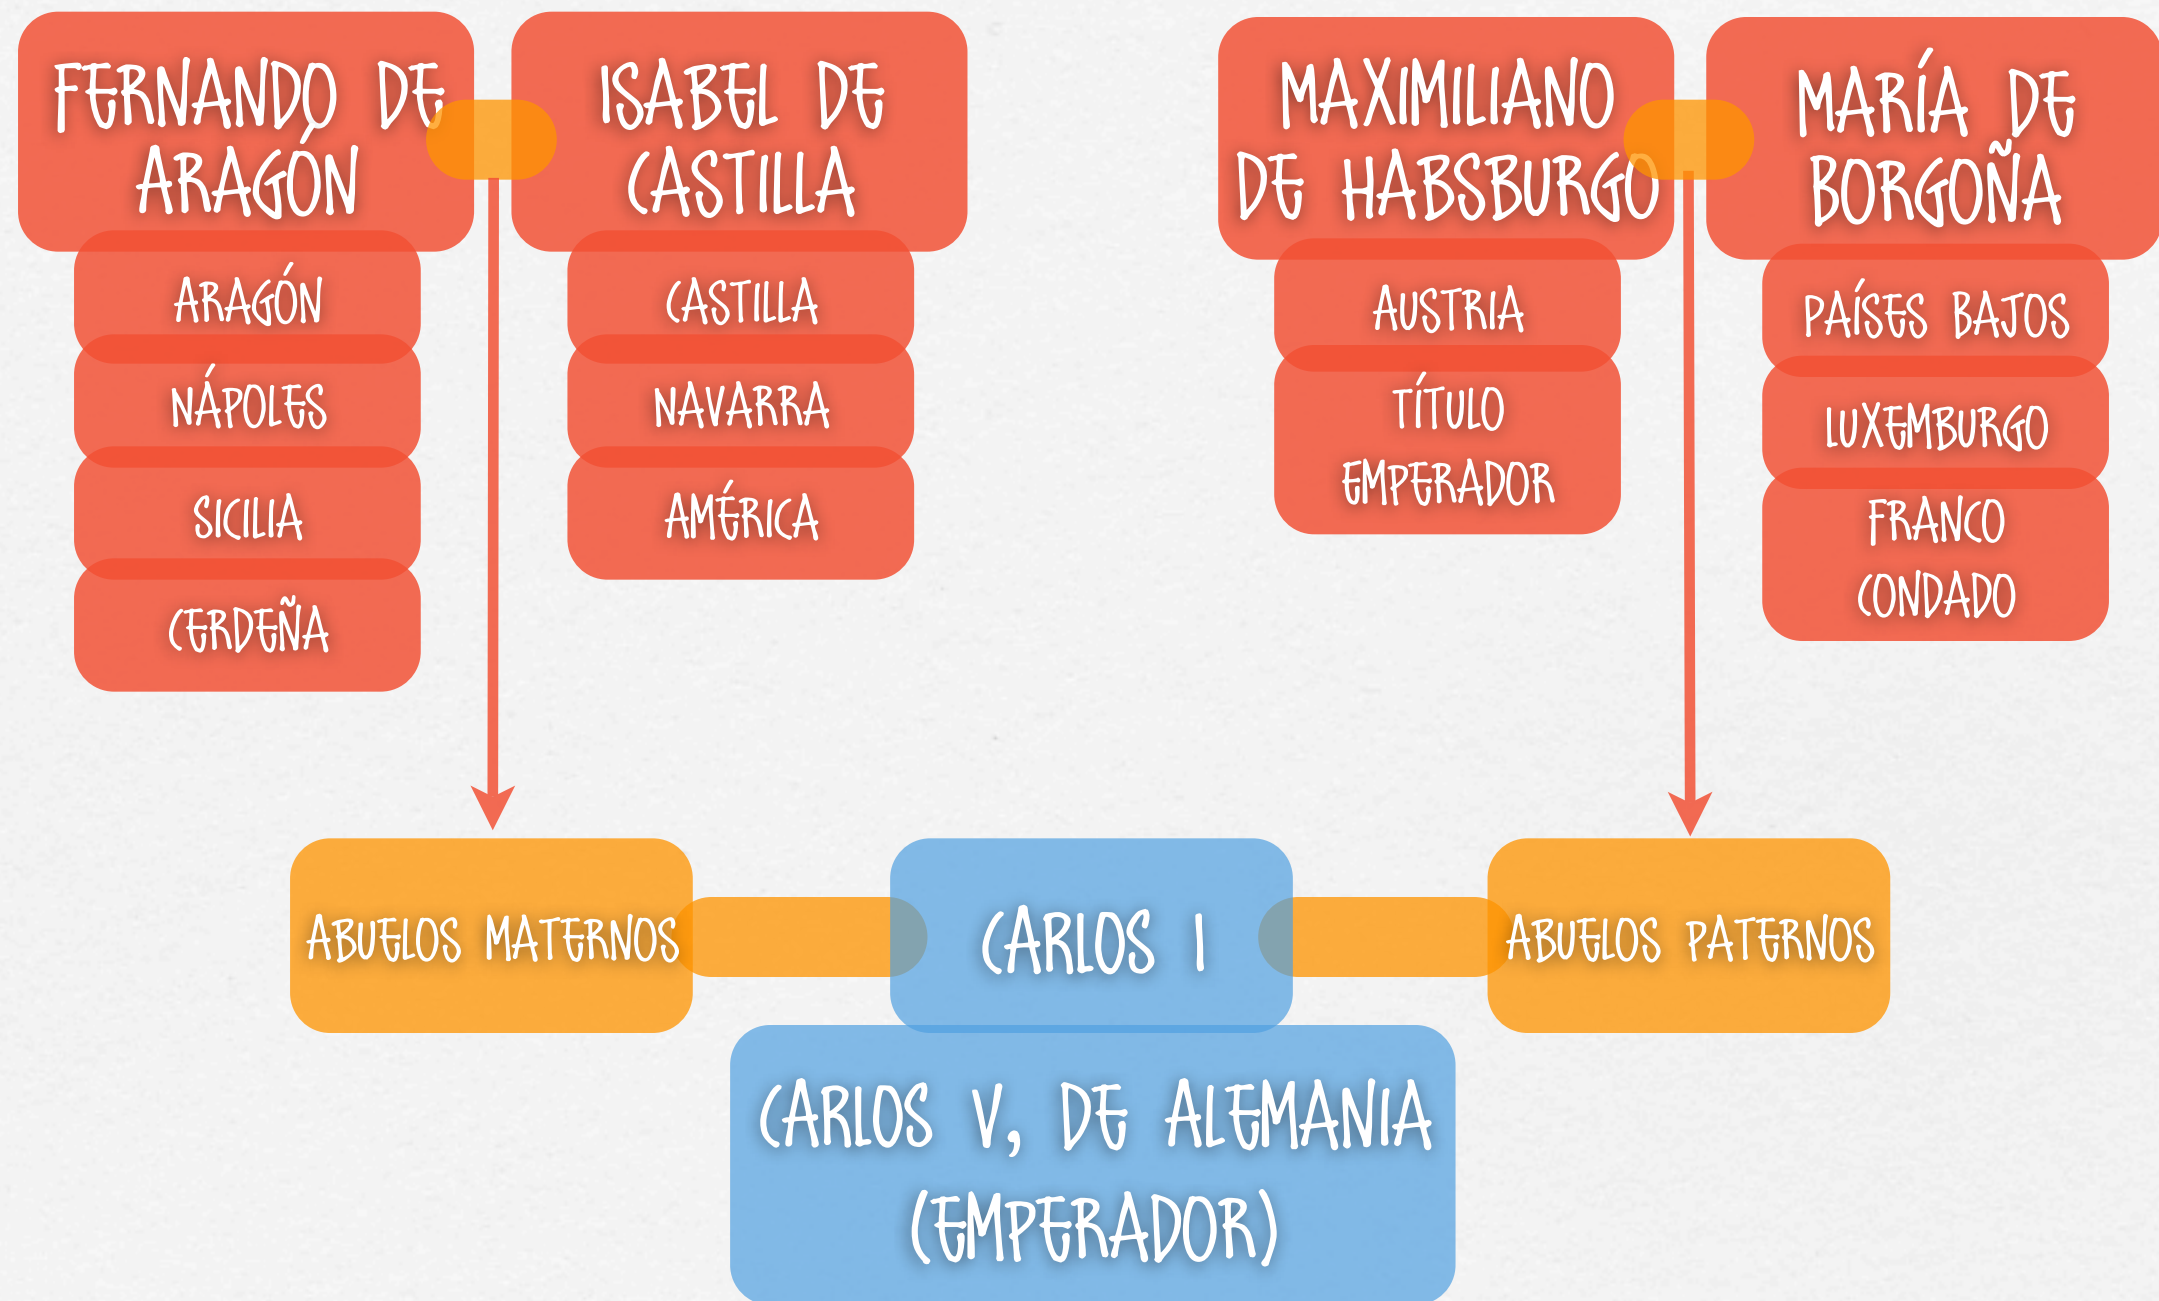 FERNANDO DE
ARAGÓN
ISABEL DE
CASTILLA
MAXIMILIANO
DE HABSBURGO
MARÍA DE
BORGOÑA
ARAGÓN
NÁPOLES
SICILIA
CERDEÑA
CASTILLA
NAVARRA
AMÉRICA
AUSTRIA
TÍTULO
EMPERADOR
PAÍSES BAJOS
LUXEMBURGO
FRANCO
CONDADO
ABUELOS MATERNOS
CARLOS I
ABUELOS PATERNOS
CARLOS V, DE ALEMANIA
(EMPERADOR)